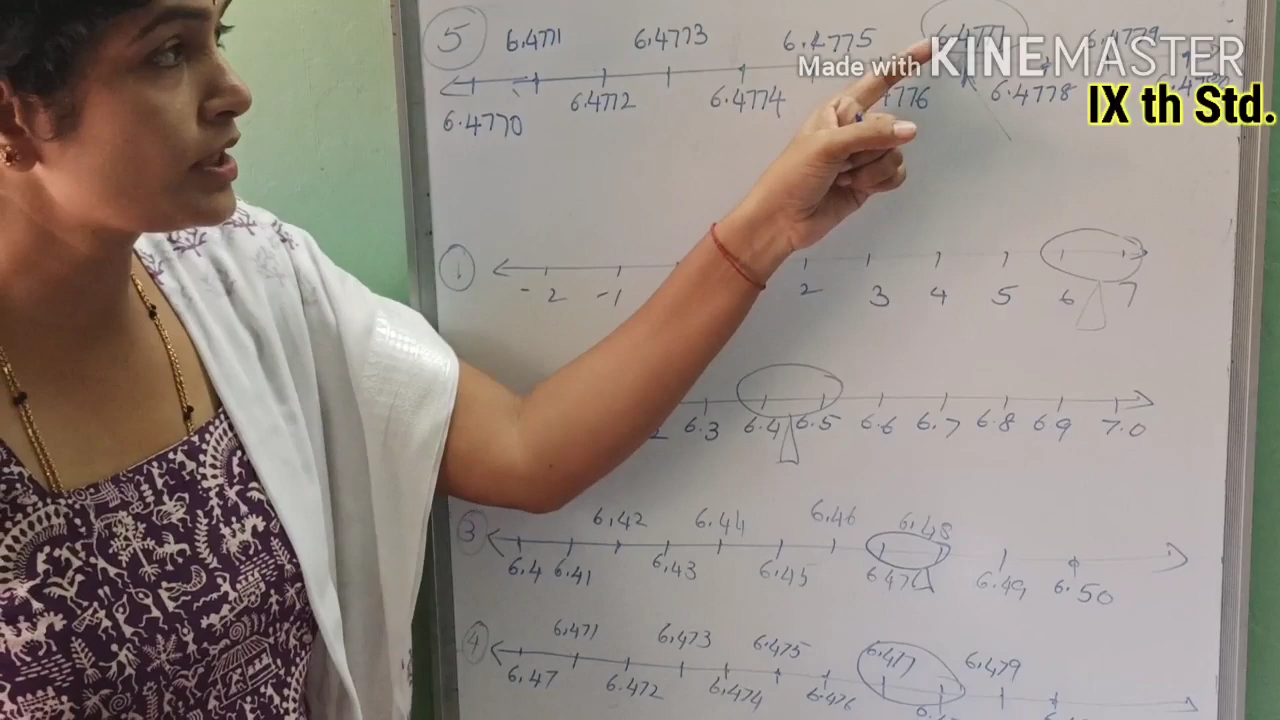 5 6.4771 6.4773 6.4775 6.4777 6.4779
Made with KINEMASTER
6.4770 6.4772 6.4774 6.4778
IX th Std.
1
-2 -1 2 3 4 5 6 7
6.3 6.4 6.5 6.6 6.7 6.8 6.9 7.0
3 6.42 6.44 6.46 6.48
6.4 6.41 6.43 6.45 6.47 6.49 6.50
4 6.471 6.473 6.475 6.477 6.479
6.47 6.472 6.474 6.476